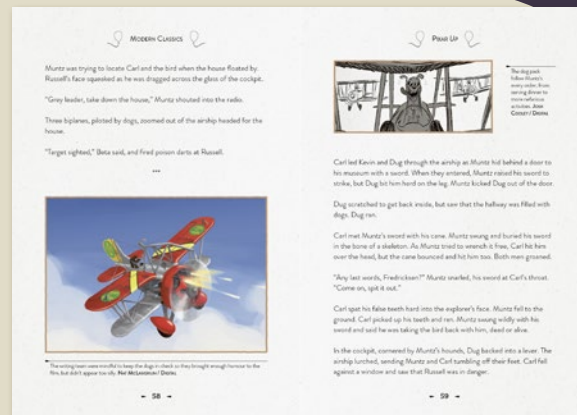 MODERN CLASSICS
Muntz was trying to locate Carl and the bird when the house floated by.
Russell's face squeaked as he was dragged across the glass of the cockpit.
"Grey leader, take down the house," Muntz shouted into the radio.
Three biplanes, piloted by dogs, zoomed out of the airship headed for the
house.
"Target sighted," Beta said, and fired poison darts at Russell.
***
The writing team were mindful to keep the dogs in check so they brought enough humour to the
film, but didn't appear too silly. NAT MCLAUGHLIN / DIGITAL
58
PIXAR UP
The dog pack
follow Muntz's
every order, from
serving dinner to
more nefarious
activities. JOSH
COOLEY / DIGITAL
Carl led Kevin and Dug through the airship as Muntz hid behind a door to
his museum with a sword. When they entered, Muntz raised his sword to
strike, but Dug bit him hard on the leg. Muntz kicked Dug out of the door.
Dug scratched to get back inside, but saw that the hallway was filled with
dogs. Dug ran.
Carl met Muntz's sword with his cane. Muntz swung and buried his sword
in the bone of a skeleton. As Muntz tried to wrench it free, Carl hit him
over the head, but the cane bounced and hit him too. Both men groaned.
"Any last words, Fredricksen?" Muntz snarled, his sword at Carl's throat.
"Come on, spit it out."
Carl spat his false teeth hard into the explorer's face. Muntz fell to the
ground. Carl picked up his teeth and ran. Muntz swung wildly with his
sword and said he was taking the bird back with him, dead or alive.
In the cockpit, cornered by Muntz's hounds, Dug backed into a lever. The
airship lurched, sending Muntz and Carl tumbling off their feet. Carl fell
against a window and saw that Russell was in danger.
59